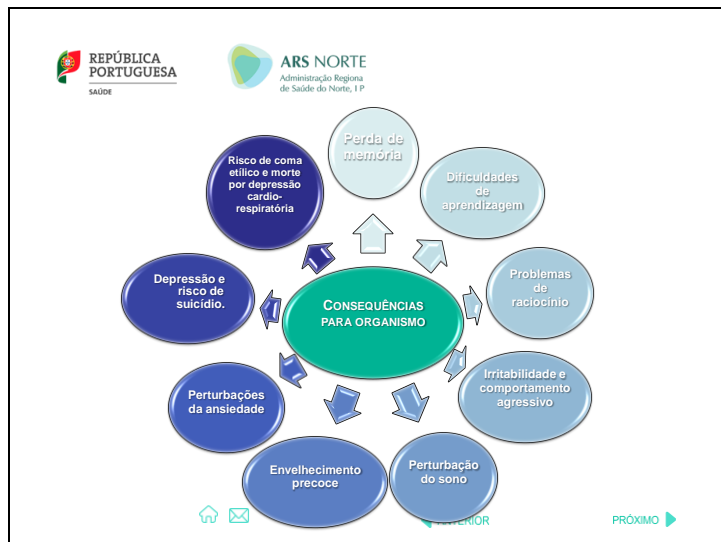 REPÚBLICA
PORTUGUESA
SAÚDE
ARS NORTE
Administração Regiona
de Saúde do Norte, I P
Perda de
memória
Dificuldades
de
aprendizagem
Problemas
de
raciocínio
Irritabilidade e
comportamento
agressivo
Perturbação
do sono
Envelhecimento
precoce
Perturbações
da ansiedade
Depressão e
risco de
suicídio.
Risco de coma
etílico e morte
por depressão
cardio-
respiratória
CONSEQUÊNCIAS
PARA ORGANISMO
PRÓXIMO